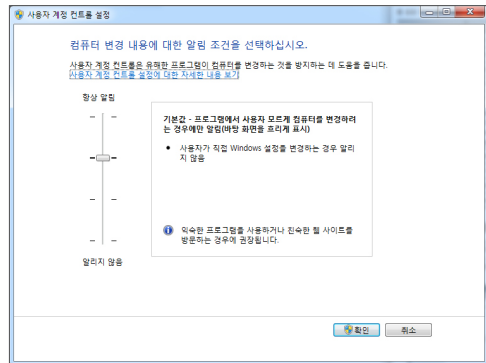 사용자 계정 컨트롤 설정
컴퓨터 변경 내용에 대한 알림 조건을 선택하십시오.
사용자 계정 컨트롤은 유해한 프로그램이 컴퓨터를 변경하는 것을 방지하는 데 도움을 줍니다.
사용자 계정 컨트롤 설정에 대한 자세한 내용 보기
항상 알림
기본값 - 프로그램에서 사용자 모르게 컴퓨터를 변경하려
는 경우에만 알림(바탕 화면을 흐리게 표시)
• 사용자가 직접 Windows 설정를 변경하는 경우 알리
지 않음
익숙한 프로그램을 사용하거나 친숙한 웹 사이트를
방문하는 경우에 권장됩니다.
알리지 않음
확인
취소